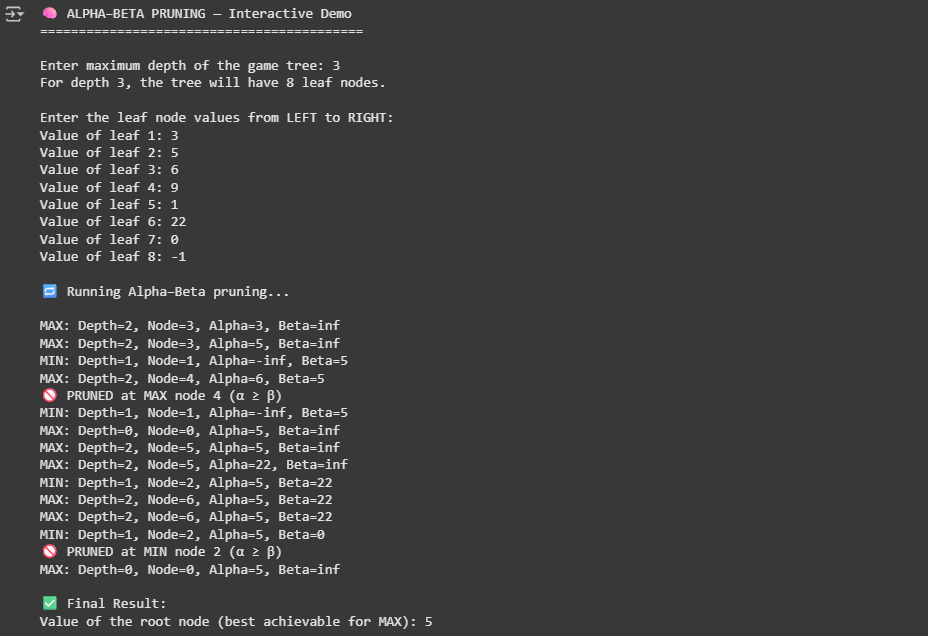 🧠 ALPHA–BETA PRUNING — Interactive Demo
==========================================
Enter maximum depth of the game tree: 3
For depth 3, the tree will have 8 leaf nodes.
Enter the leaf node values from LEFT to RIGHT:
Value of leaf 1: 3
Value of leaf 2: 5
Value of leaf 3: 6
Value of leaf 4: 9
Value of leaf 5: 1
Value of leaf 6: 22
Value of leaf 7: 0
Value of leaf 8: -1
🔁 Running Alpha–Beta pruning...
MAX: Depth=2, Node=3, Alpha=3, Beta=inf
MAX: Depth=2, Node=3, Alpha=5, Beta=inf
MIN: Depth=1, Node=1, Alpha=-inf, Beta=5
MAX: Depth=2, Node=4, Alpha=6, Beta=5
🚫 PRUNED at MAX node 4 (α ≥ β)
MIN: Depth=1, Node=1, Alpha=-inf, Beta=5
MAX: Depth=0, Node=0, Alpha=5, Beta=inf
MAX: Depth=2, Node=5, Alpha=5, Beta=inf
MAX: Depth=2, Node=5, Alpha=22, Beta=inf
MIN: Depth=1, Node=2, Alpha=5, Beta=22
MAX: Depth=2, Node=6, Alpha=5, Beta=22
MAX: Depth=2, Node=6, Alpha=5, Beta=22
MIN: Depth=1, Node=2, Alpha=5, Beta=0
🚫 PRUNED at MIN node 2 (α ≥ β)
MAX: Depth=0, Node=0, Alpha=5, Beta=inf
✅ Final Result:
Value of the root node (best achievable for MAX): 5